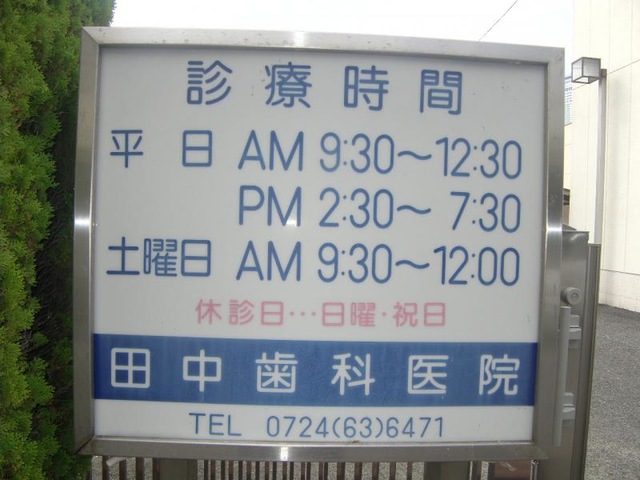 診療時間
平日 AM 9:30～12:30
PM 2:30～ 7:30
土曜日 AM 9:30～12:00
休診日…日曜・祝日
田中歯科医院
TEL 0724(63)6471